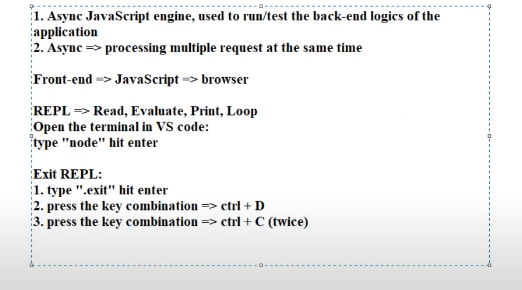 1. Async JavaScript engine, used to run/test the back-end logics of the
application
2. Async => processing multiple request at the same time
Front-end => JavaScript => browser
REPL => Read, Evaluate, Print, Loop
Open the terminal in VS code:
type "node" hit enter
Exit REPL:
1. type ".exit" hit enter
2. press the key combination => ctrl + D
3. press the key combination => ctrl + C (twice)